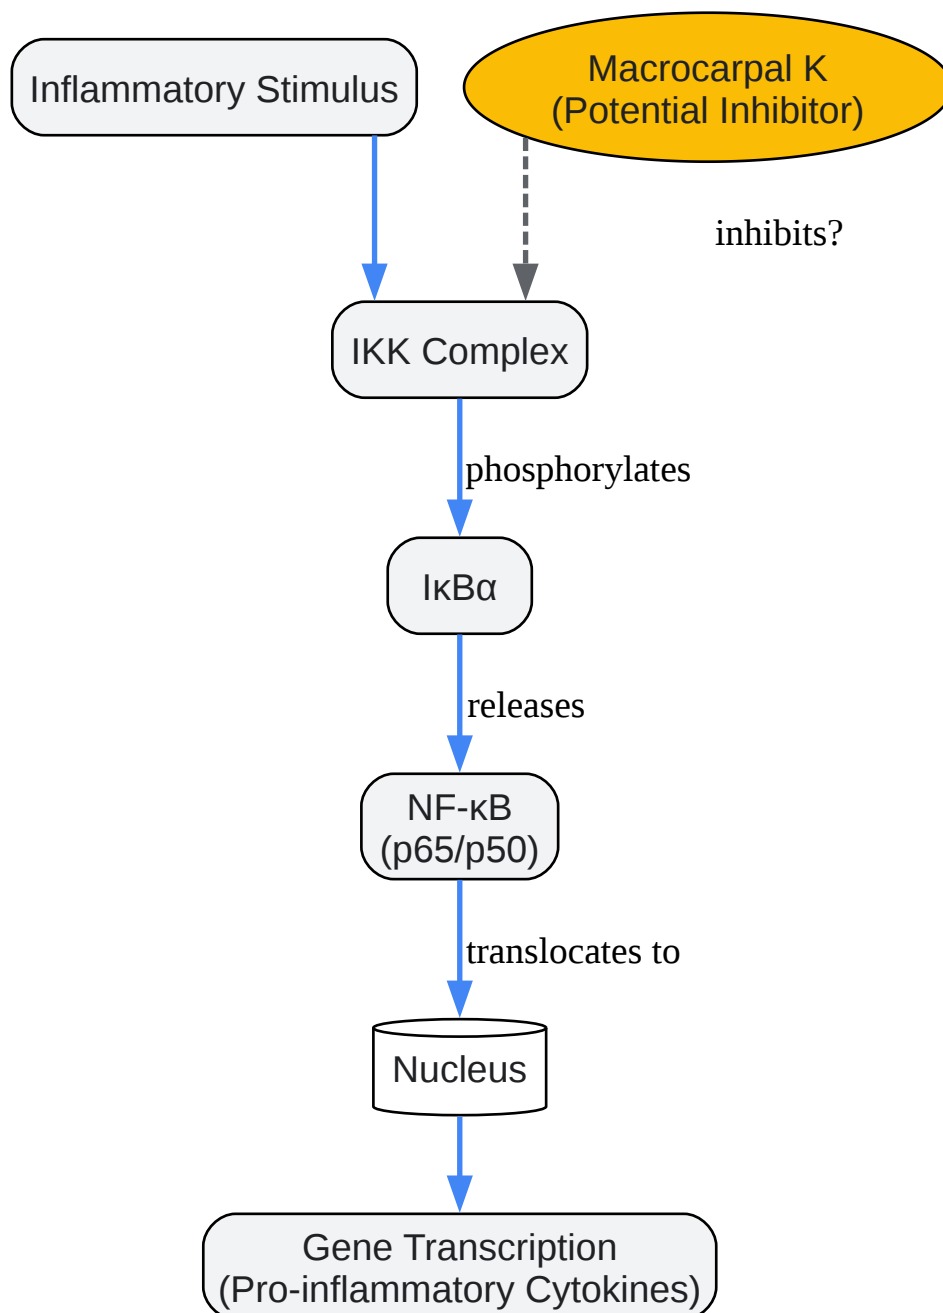 Inflammatory Stimulus
Macrocarpal K
(Potential Inhibitor)
inhibits?
IKK Complex
phosphorylates
IκBα
releases
NF-κB
(p65/p50)
translocates to
Nucleus
Gene Transcription
(Pro-inflammatory Cytokines)